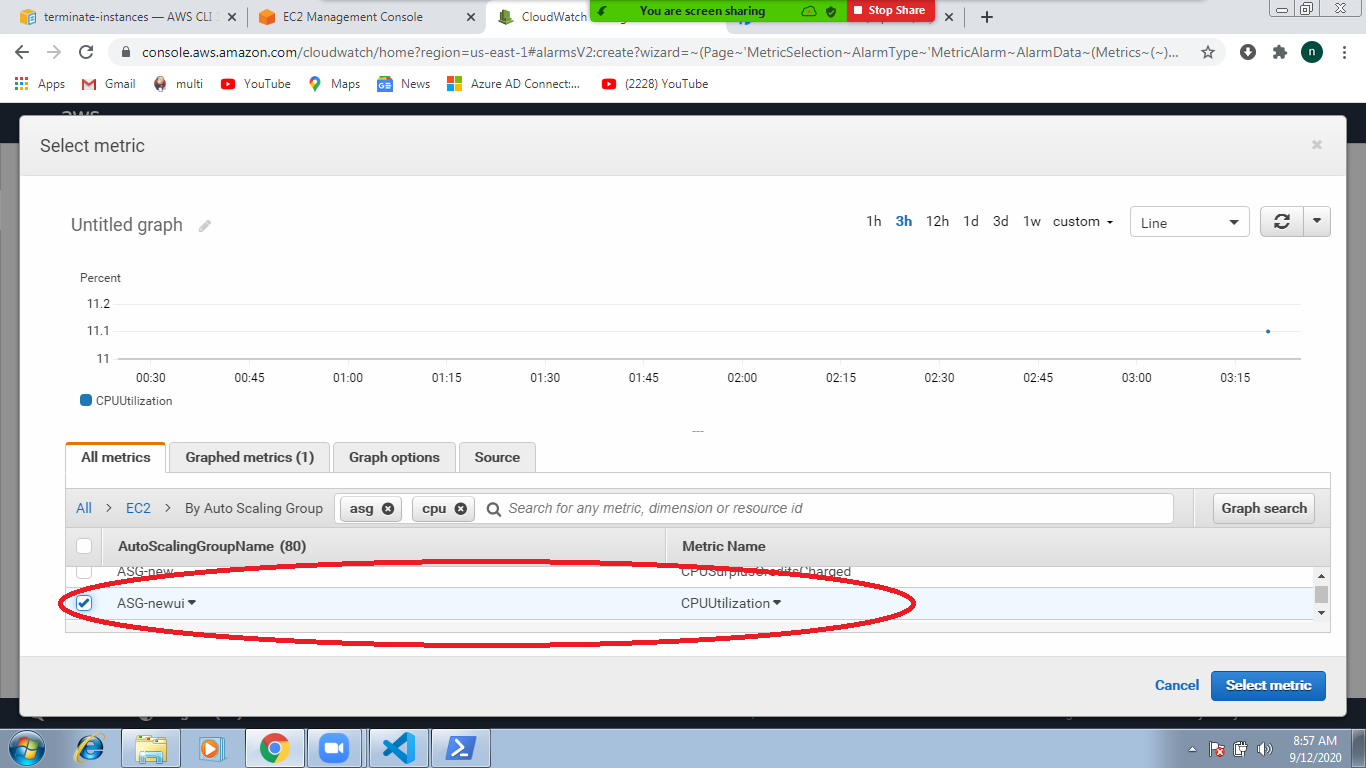 terminate-instances — AWS CLI
EC2 Management Console
CloudWatch
You are screen sharing
Stop Share
console.aws.amazon.com/cloudwatch/home?region=us-east-1#alarmsV2:create?wizard=~(Page~'MetricSelection~AlarmType~'MetricAlarm~AlarmData~(Metrics~(~)...
n
Apps
Gmail
multi
YouTube
Maps
News
Azure AD Connect:...
(2228) YouTube
aws
Select metric
Untitled graph
1h 3h 12h 1d 3d 1w custom
Line
Percent
11.2
11.1
11
00:30 00:45 01:00 01:15 01:30 01:45 02:00 02:15 02:30 02:45 03:00 03:15
CPUUtilization
All metrics
Graphed metrics (1)
Graph options
Source
All > EC2 > By Auto Scaling Group
asg
cpu
Search for any metric, dimension or resource id
Graph search
AutoScalingGroupName (80)
Metric Name
ASG-new
CPUSurplusCreditsCharged
ASG-newui
CPUUtilization
Cancel
Select metric
8:57 AM
9/12/2020